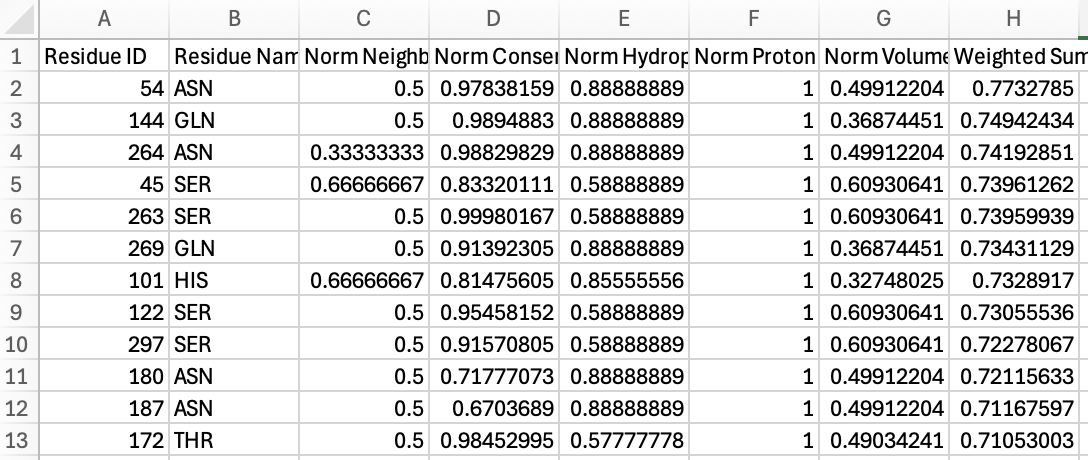 A B C D E F G H
1 Residue ID Residue Nam Norm Neighb Norm Conser Norm Hydrop Norm Proton Norm Volume Weighted Sum
2 54 ASN 0.5 0.97838159 0.88888889 1 0.49912204 0.7732785
3 144 GLN 0.5 0.9894883 0.88888889 1 0.36874451 0.74942434
4 264 ASN 0.33333333 0.98829829 0.88888889 1 0.49912204 0.74192851
5 45 SER 0.66666667 0.83320111 0.58888889 1 0.60930641 0.73961262
6 263 SER 0.5 0.99980167 0.58888889 1 0.60930641 0.73959939
7 269 GLN 0.5 0.91392305 0.88888889 1 0.36874451 0.73431129
8 101 HIS 0.66666667 0.81475605 0.85555556 1 0.32748025 0.7328917
9 122 SER 0.5 0.95458152 0.58888889 1 0.60930641 0.73055536
10 297 SER 0.5 0.91570805 0.58888889 1 0.60930641 0.72278067
11 180 ASN 0.5 0.71777073 0.88888889 1 0.49912204 0.72115633
12 187 ASN 0.5 0.6703689 0.88888889 1 0.49912204 0.71167597
13 172 THR 0.5 0.98452995 0.57777778 1 0.49034241 0.71053003